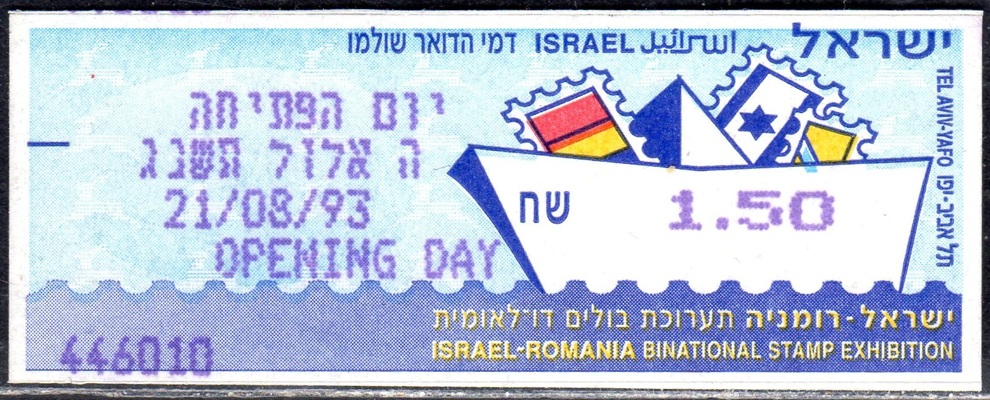 ישראל اسرائيل ISRAEL דמי הדואר שולמו
TEL AVIV-YAFO תל אביב-יפו
יום הפתיחה
ה אלול תשנג
21/08/93
OPENING DAY
שח 1.50
ישראל-רומניה תערוכת בולים דו-לאומית
ISRAEL-ROMANIA BINATIONAL STAMP EXHIBITION
446010